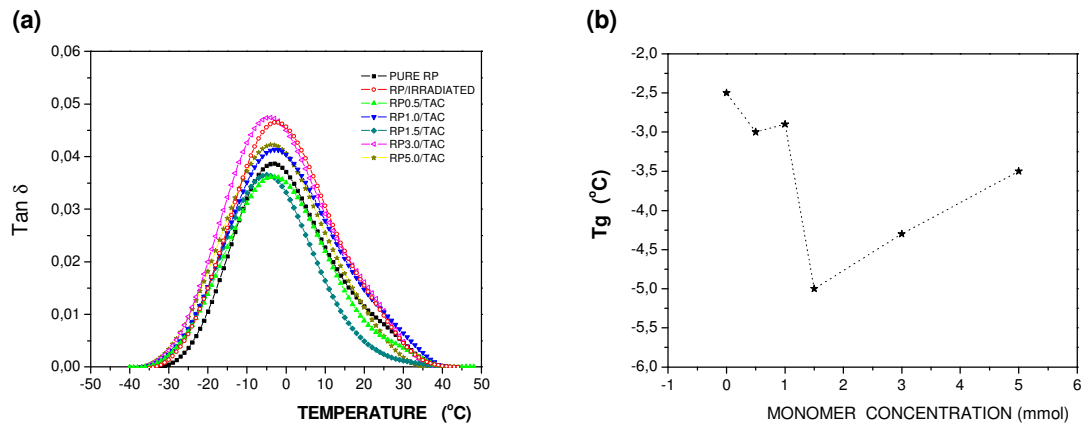 (a)
0,06
0,05
0,04
0,03
0,02
0,01
0,00
Tan δ
-50 -40 -30 -20 -10 0 10 20 30 40 50
TEMPERATURE (°C)
PURE RP
RP/IRRADIATED
RP0.5/TAC
RP1.0/TAC
RP1.5/TAC
RP3.0/TAC
RP5.0/TAC
(b)
-2,0
-2,5
-3,0
-3,5
-4,0
-4,5
-5,0
-5,5
-6,0
Tg (°C)
-1 0 1 2 3 4 5 6
MONOMER CONCENTRATION (mmol)